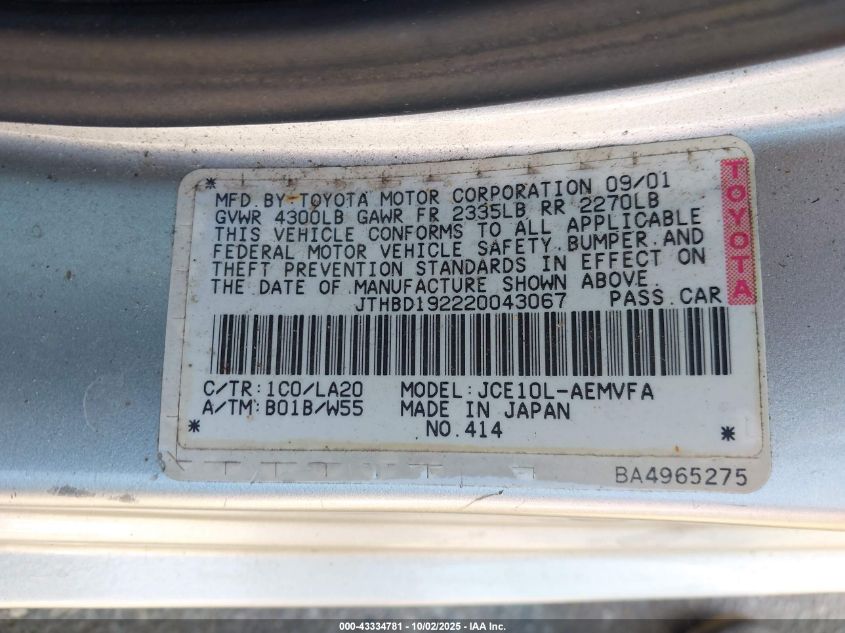 MFD.BY TOYOTA MOTOR CORPORATION 09/01
GVWR 4300LB GAWR FR 2335LB RR 2270LB
THIS VEHICLE CONFORMS TO ALL APPLICABLE
FEDERAL MOTOR VEHICLE SAFETY.BUMPER.AND
THEFT PREVENTION STANDARDS IN EFFECT ON
THE DATE OF MANUFACTURE SHOWN ABOVE.
JTHBD192220043067 PASS.CAR
TOYOTA
C/TR:1C0/LA20 MODEL:JCE10L-AEMVFA
A/TM:B01B/W55 MADE IN JAPAN
NO.414
BA4965275
000-43334781 - 10/02/2025 - IAA Inc.